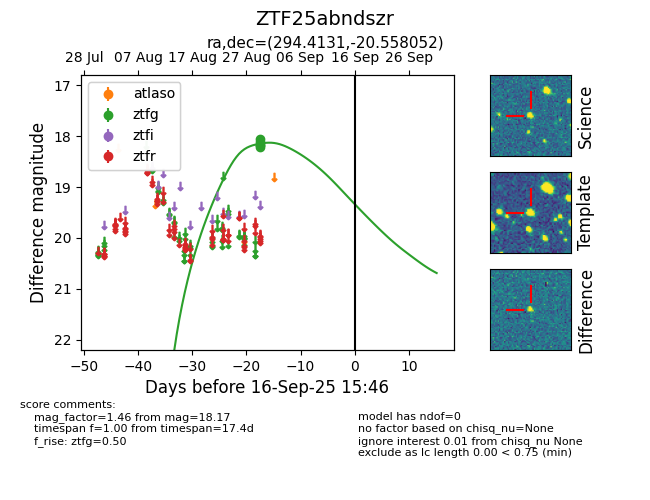 ZTF25abndszr
ra,dec=(294.4131,-20.558052)
28 Jul 07 Aug 17 Aug 27 Aug 06 Sep 16 Sep 26 Sep
17
18
19
20
21
22
Difference magnitude
atlaso
ztfg
ztfi
ztfr
−50 −40 −30 −20 −10 0 10
Days before 16-Sep-25 15:46
Science
Template
Difference
score comments:
mag_factor=1.46 from mag=18.17
timespan f=1.00 from timespan=17.4d
f_rise: ztfg=0.50
model has ndof=0
no factor based on chisq_nu=None
ignore interest 0.01 from chisq_nu None
exclude as lc length 0.00 < 0.75 (min)